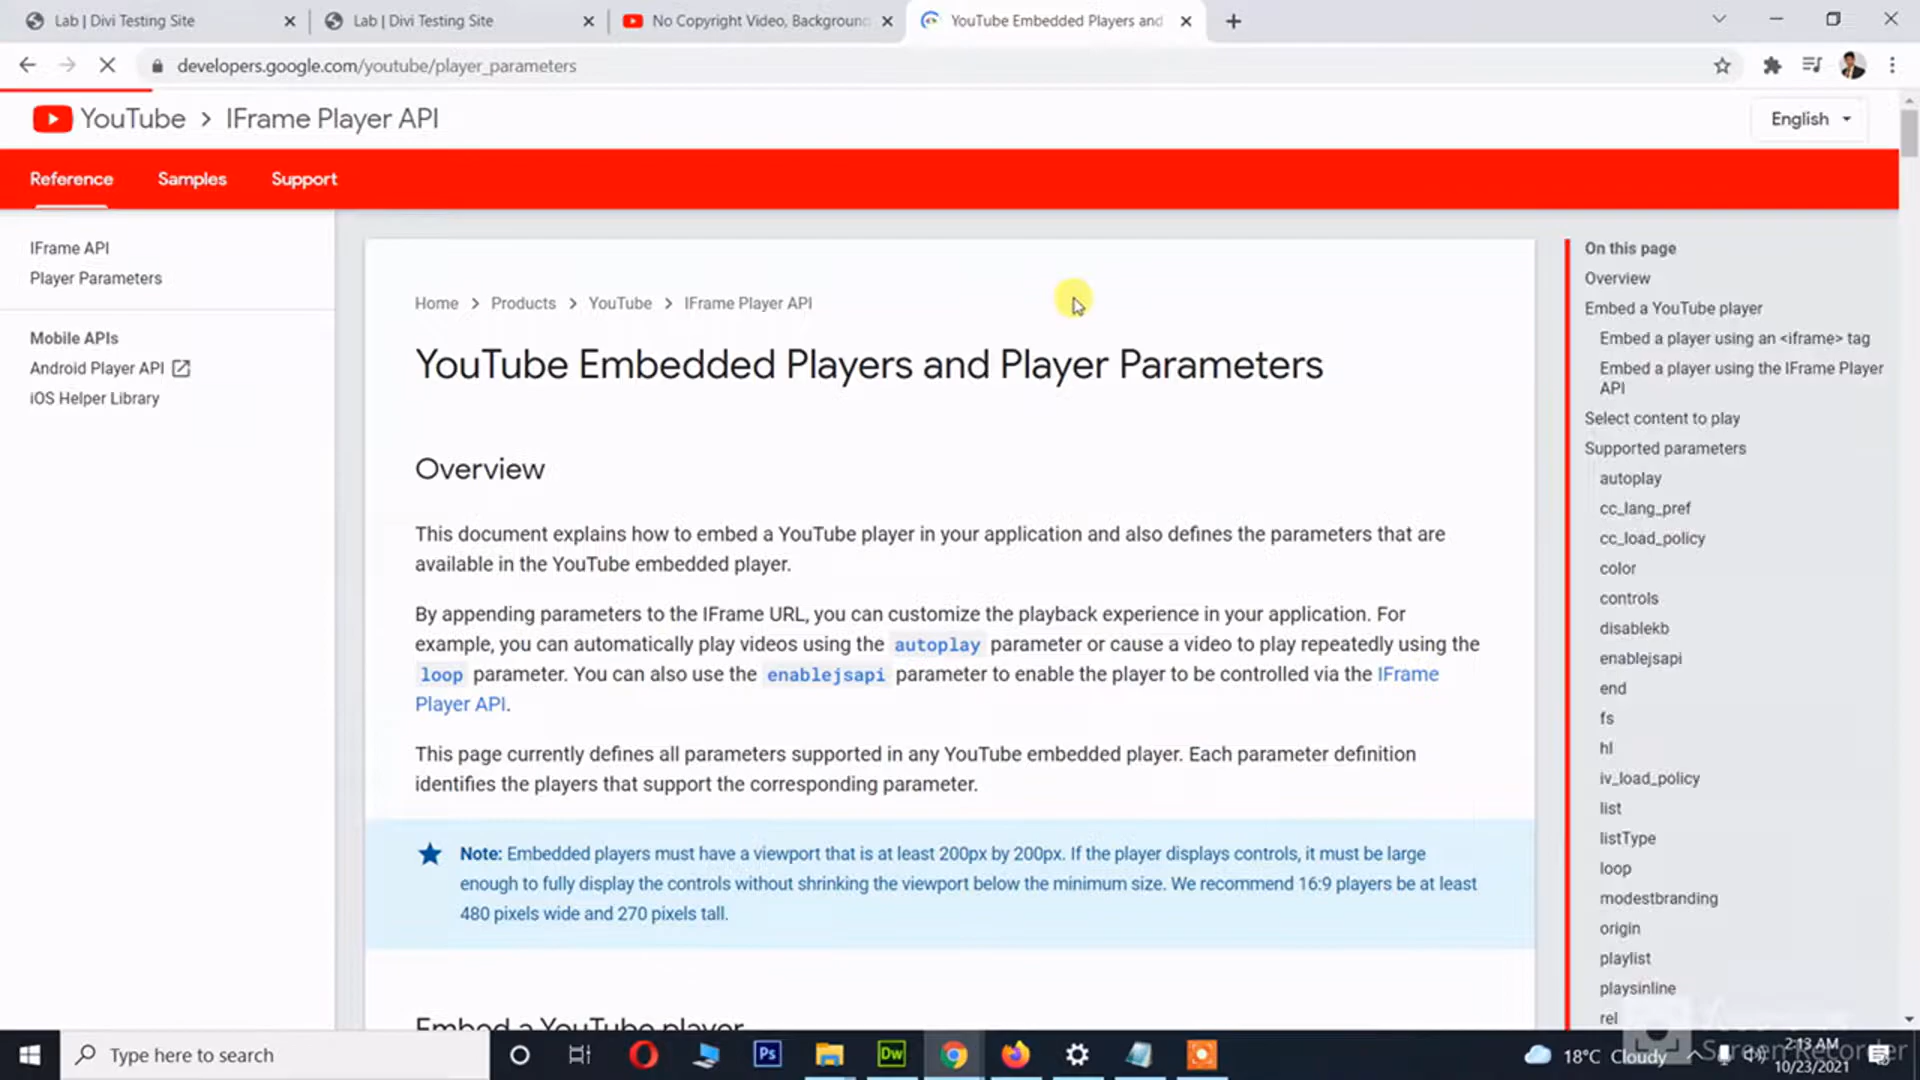 Lab | Divi Testing Site
Lab | Divi Testing Site
No Copyright Video, Background
YouTube Embedded Players and
developers.google.com/youtube/player_parameters
YouTube > IFrame Player API
English
Reference
Samples
Support
IFrame API
Player Parameters
Mobile APIs
Android Player API
iOS Helper Library
Home > Products > YouTube > IFrame Player API
YouTube Embedded Players and Player Parameters
Overview
This document explains how to embed a YouTube player in your application and also defines the parameters that are
available in the YouTube embedded player.
By appending parameters to the IFrame URL, you can customize the playback experience in your application. For
example, you can automatically play videos using the autoplay parameter or cause a video to play repeatedly using the
loop parameter. You can also use the enablejsapi parameter to enable the player to be controlled via the IFrame
Player API.
This page currently defines all parameters supported in any YouTube embedded player. Each parameter definition
identifies the players that support the corresponding parameter.
Note: Embedded players must have a viewport that is at least 200px by 200px. If the player displays controls, it must be large
enough to fully display the controls without shrinking the viewport below the minimum size. We recommend 16:9 players be at least
480 pixels wide and 270 pixels tall.
Embed a YouTube player
On this page
Overview
Embed a YouTube player
Embed a player using an <iframe> tag
Embed a player using the IFrame Player
API
Select content to play
Supported parameters
autoplay
cc_lang_pref
cc_load_policy
color
controls
disablekb
enablejsapi
end
fs
hl
iv_load_policy
list
listType
loop
modestbranding
origin
playlist
playsinline
rel
Type here to search
Ps
Dw
18°C Cloudy
2:13 AM
10/23/2021
Screen Recorder